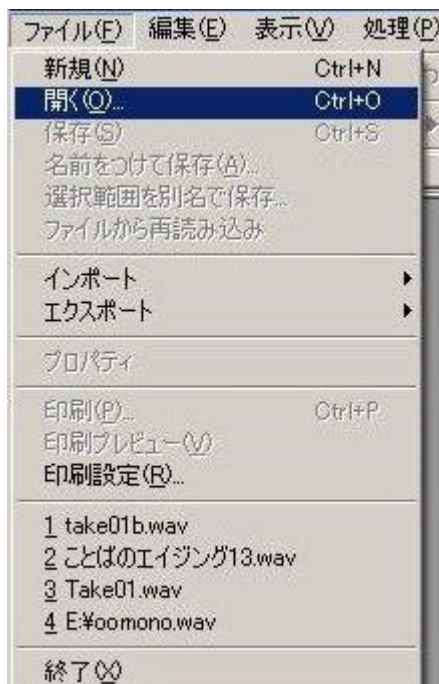 ファイル(F) 編集(E) 表示(V) 処理(P)
新規(N) Ctrl+N
開く(O)... Ctrl+O
保存(S) Ctrl+S
名前をつけて保存(A)...
選択範囲を別名で保存...
ファイルから再読み込み
インポート
エクスポート
プロパティ
印刷(P)... Ctrl+P
印刷プレビュー(V)
印刷設定(R)...
1 take01b.wav
2 ことばのエイジング13.wav
3 Take01.wav
4 E:¥oomono.wav
終了(X)